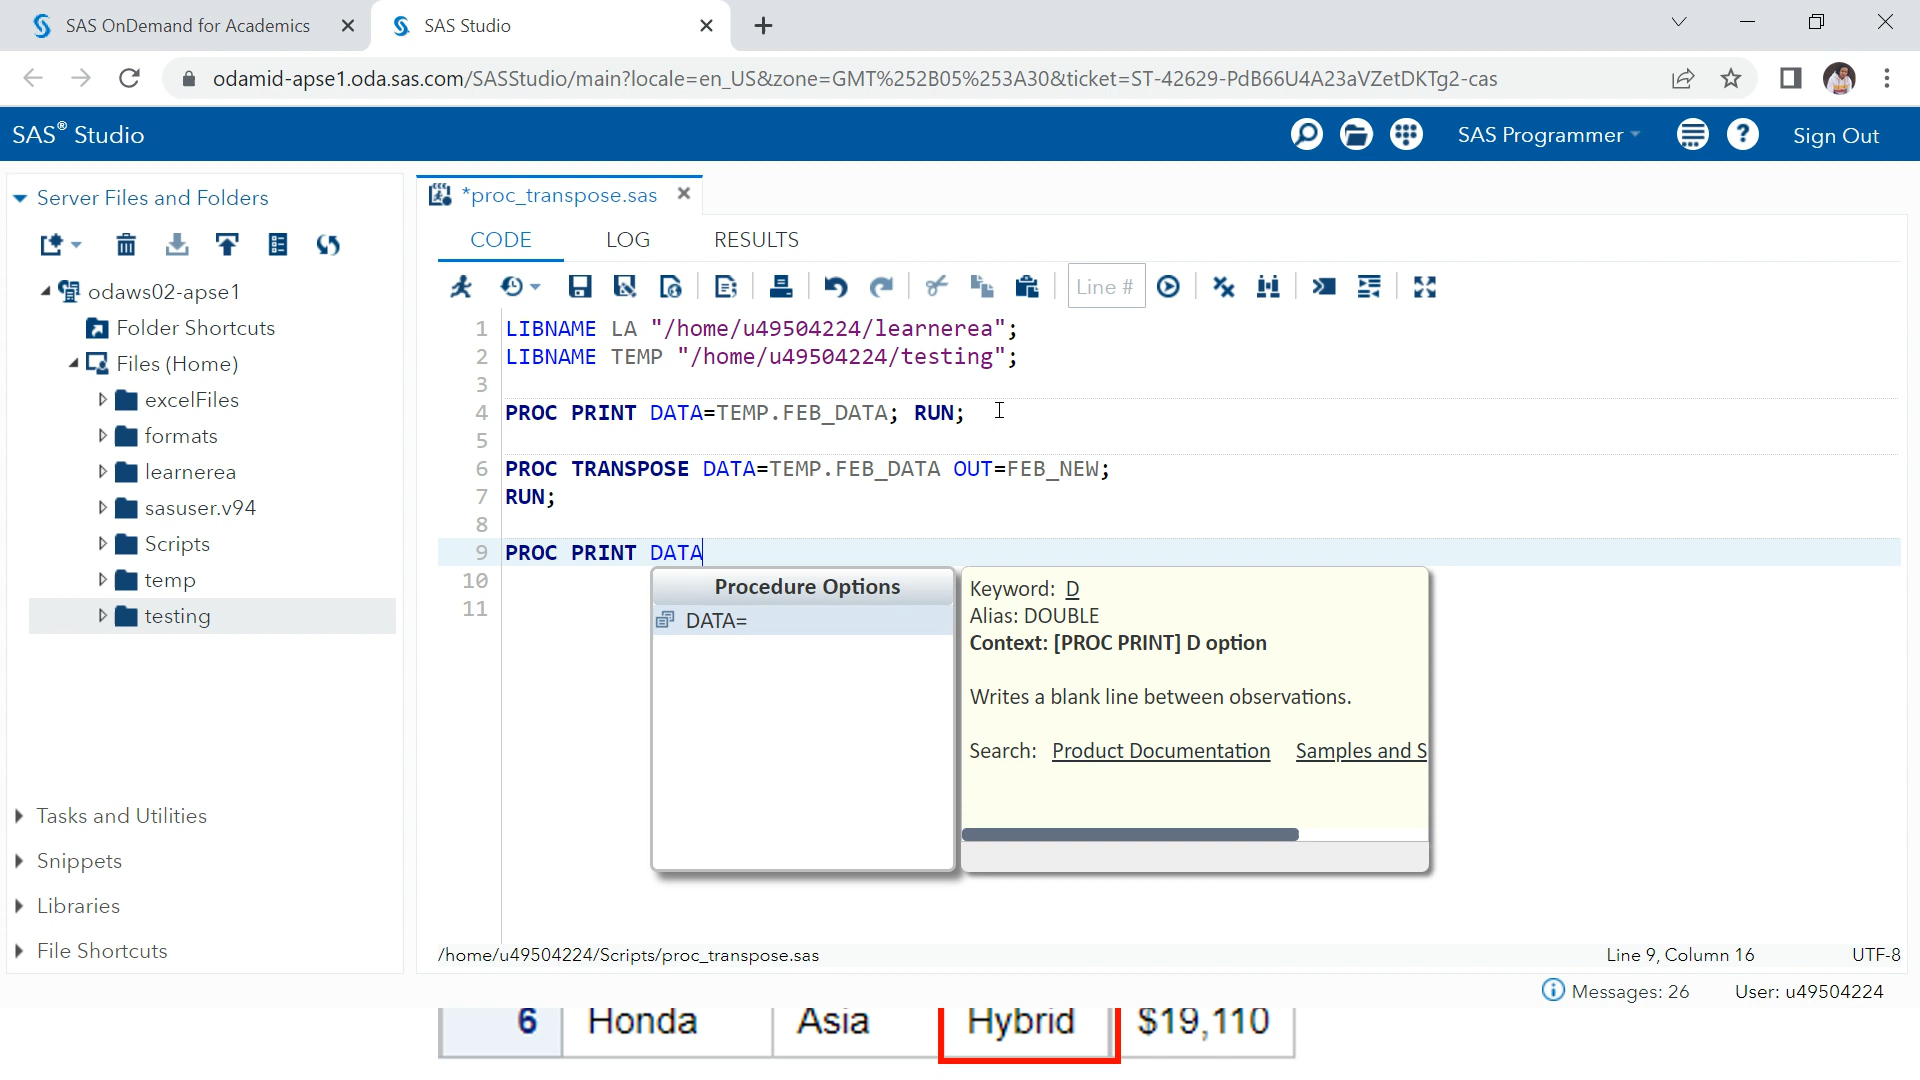 SAS OnDemand for Academics
SAS Studio
odamid-apse1.oda.sas.com/SASStudio/main?locale=en_US&zone=GMT%252B05%253A30&ticket=ST-42629-PdB66U4A23aVZetDKTg2-cas
SAS® Studio
SAS Programmer
Sign Out
Server Files and Folders
odaws02-apse1
Folder Shortcuts
Files (Home)
excelFiles
formats
learnerea
sasuser.v94
Scripts
temp
testing
Tasks and Utilities
Snippets
Libraries
File Shortcuts
*proc_transpose.sas
CODE LOG RESULTS
Line #
1 LIBNAME LA "/home/u49504224/learnerea";
2 LIBNAME TEMP "/home/u49504224/testing";
3
4 PROC PRINT DATA=TEMP.FEB_DATA; RUN;
5
6 PROC TRANSPOSE DATA=TEMP.FEB_DATA OUT=FEB_NEW;
7 RUN;
8
9 PROC PRINT DATA
10
11
Procedure Options
DATA=
Keyword: D
Alias: DOUBLE
Context: [PROC PRINT] D option
Writes a blank line between observations.
Search: Product Documentation Samples and S
/home/u49504224/Scripts/proc_transpose.sas
Line 9, Column 16
UTF-8
Messages: 26
User: u49504224
6 Honda Asia Hybrid $19,110